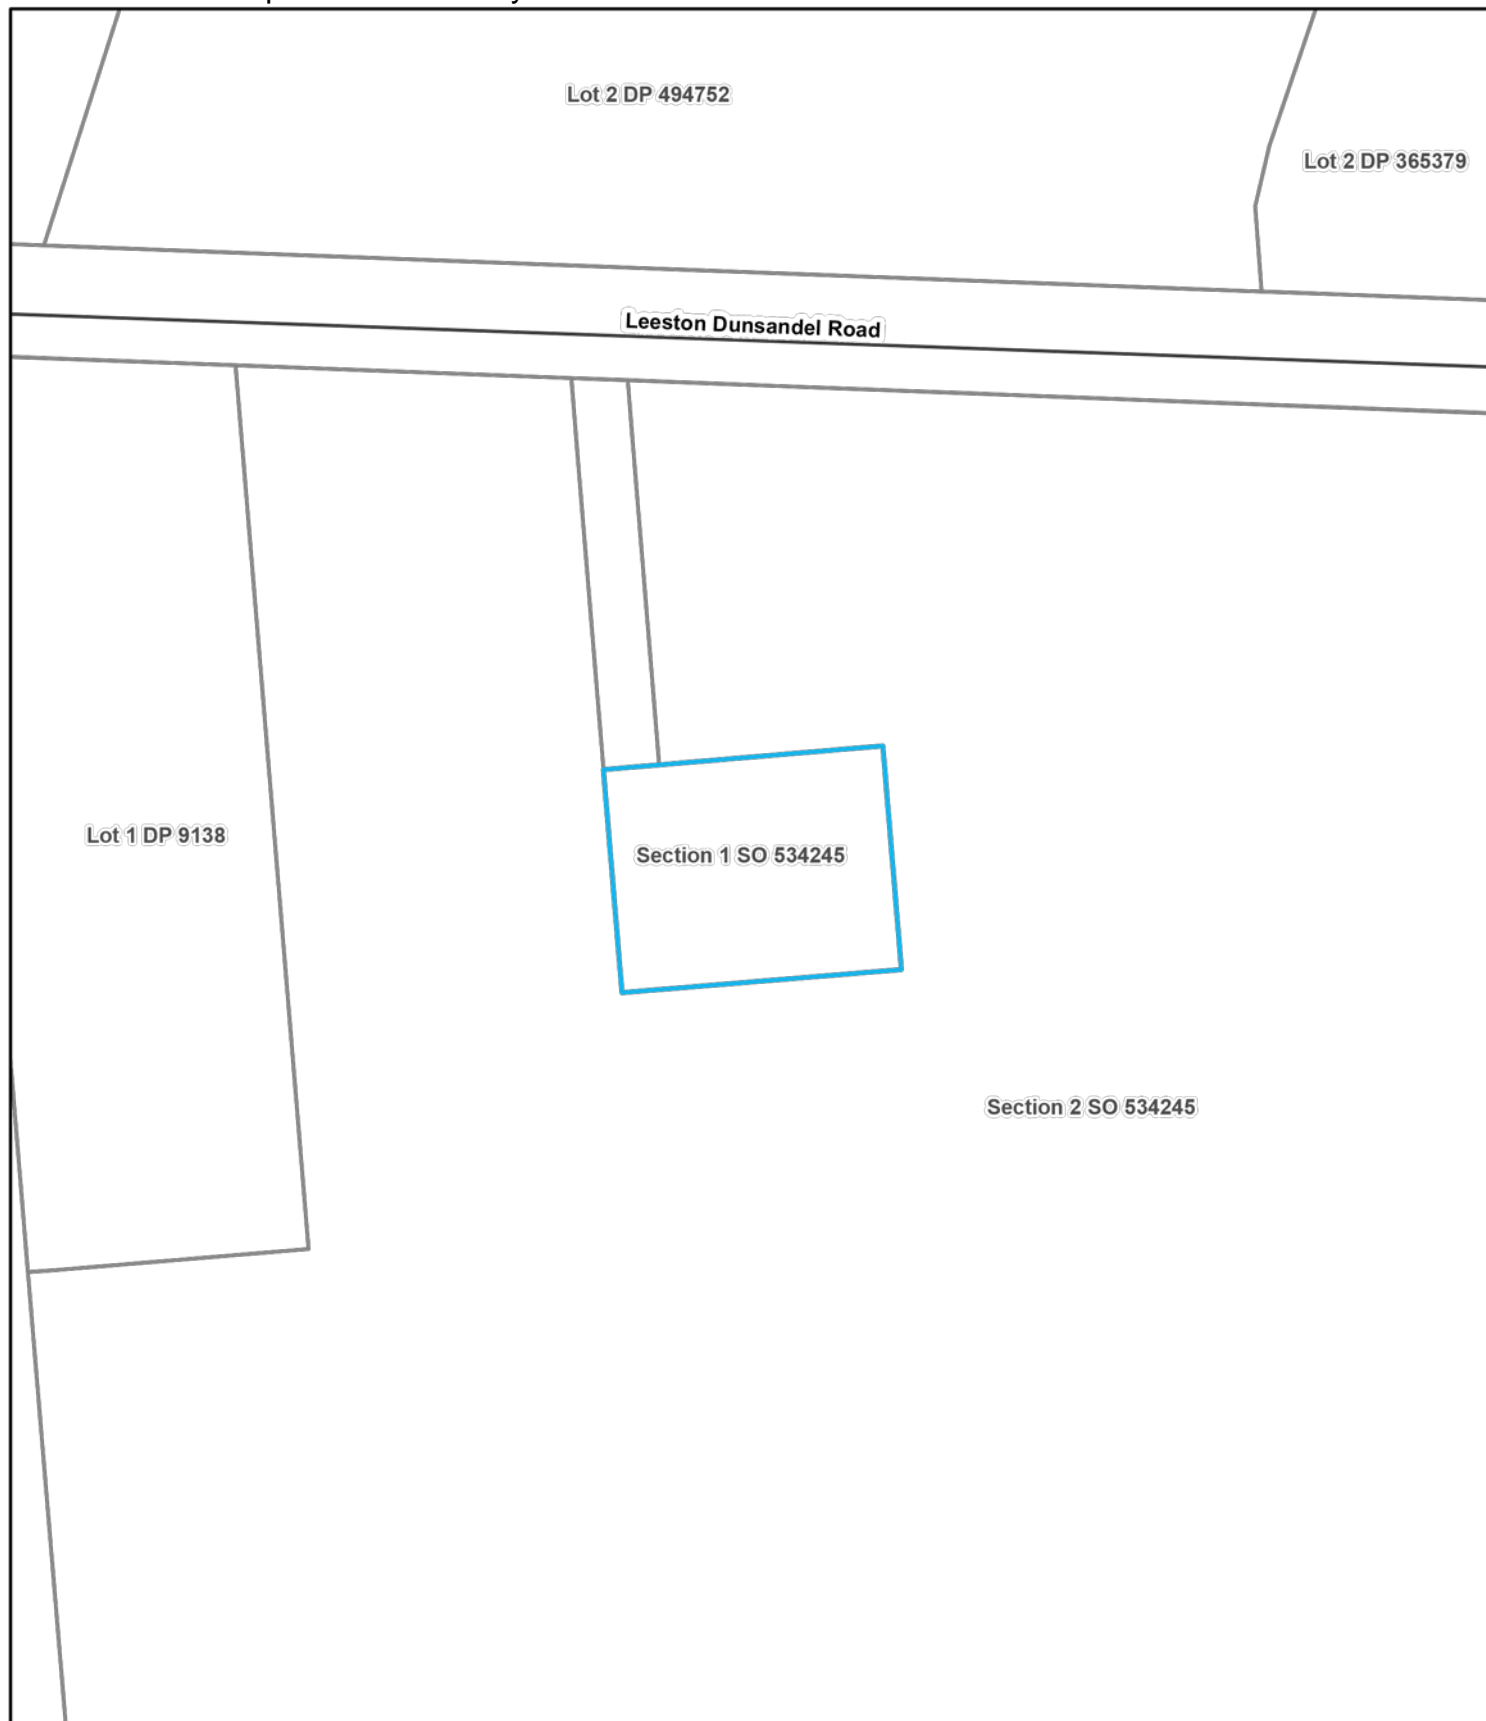 Lot 2 DP 494752
Lot 2 DP 365379
Leeston Dunsandel Road
Lot 1 DP 9138
Section 1 SO 534245
Section 2 SO 534245